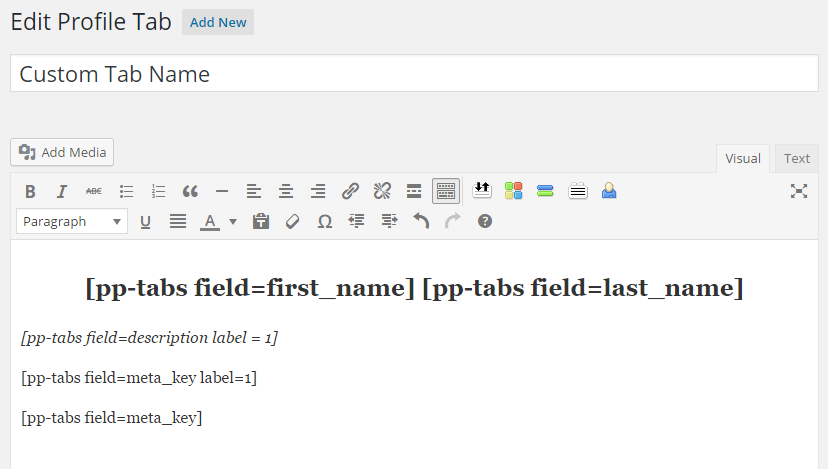 Edit Profile Tab Add New
Custom Tab Name
Add Media
Visual Text
B I ABC
Paragraph U A T Ω ?
[pp-tabs field=first_name] [pp-tabs field=last_name]
[pp-tabs field=description label = 1]
[pp-tabs field=meta_key label=1]
[pp-tabs field=meta_key]